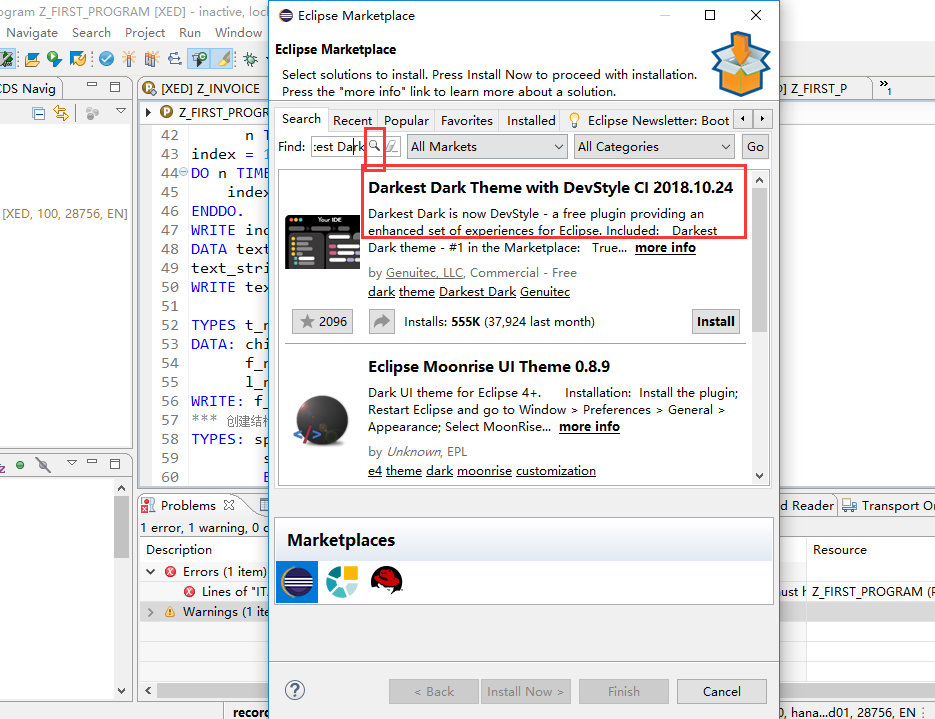 ogram Z_FIRST_PROGRAM [XED] - inactive, loc
Eclipse Marketplace
Navigate Search Project Run Window
Eclipse Marketplace
Select solutions to install. Press Install Now to proceed with installation.
Press the "more info" link to learn more about a solution.
CDS Navig
[XED] Z_INVOICE
] Z_FIRST_P
»1
Search Recent Popular Favorites Installed Eclipse Newsletter: Boot
Z_FIRST_PROGR
Find: :est Dark All Markets All Categories Go
42 n T
43 index = 1
44 DO n TIME
45 index
46 ENDDO.
47 WRITE ind
48 DATA text
49 text_stri
50 WRITE tex
51
52 TYPES t_n
53 DATA: chi
54 f_n
55 l_n
56 WRITE: f_
57 *** 创建结构
58 TYPES: sp
59 s
60 E
[XED, 100, 28756, EN]
Darkest Dark Theme with DevStyle CI 2018.10.24
Your IDE
Darkest Dark is now DevStyle - a free plugin providing an
enhanced set of experiences for Eclipse. Included: Darkest
Dark theme - #1 in the Marketplace: True... more info
by Genuitec, LLC, Commercial - Free
dark theme Darkest Dark Genuitec
2096 Installs: 555K (37,924 last month) Install
Eclipse Moonrise UI Theme 0.8.9
Dark UI theme for Eclipse 4+. Installation: Install the plugin;
Restart Eclipse and go to Window > Preferences > General >
Appearance; Select MoonRise... more info
by Unknown, EPL
e4 theme dark moonrise customization
Problems
d Reader Transport Or
1 error, 1 warning, 0 o
Marketplaces
Description
Resource
Errors (1 item)
Lines of "IT
ust h Z_FIRST_PROGRAM (P
Warnings (1 ite
< Back Install Now > Finish Cancel
record
0, hana...d01, 28756, EN